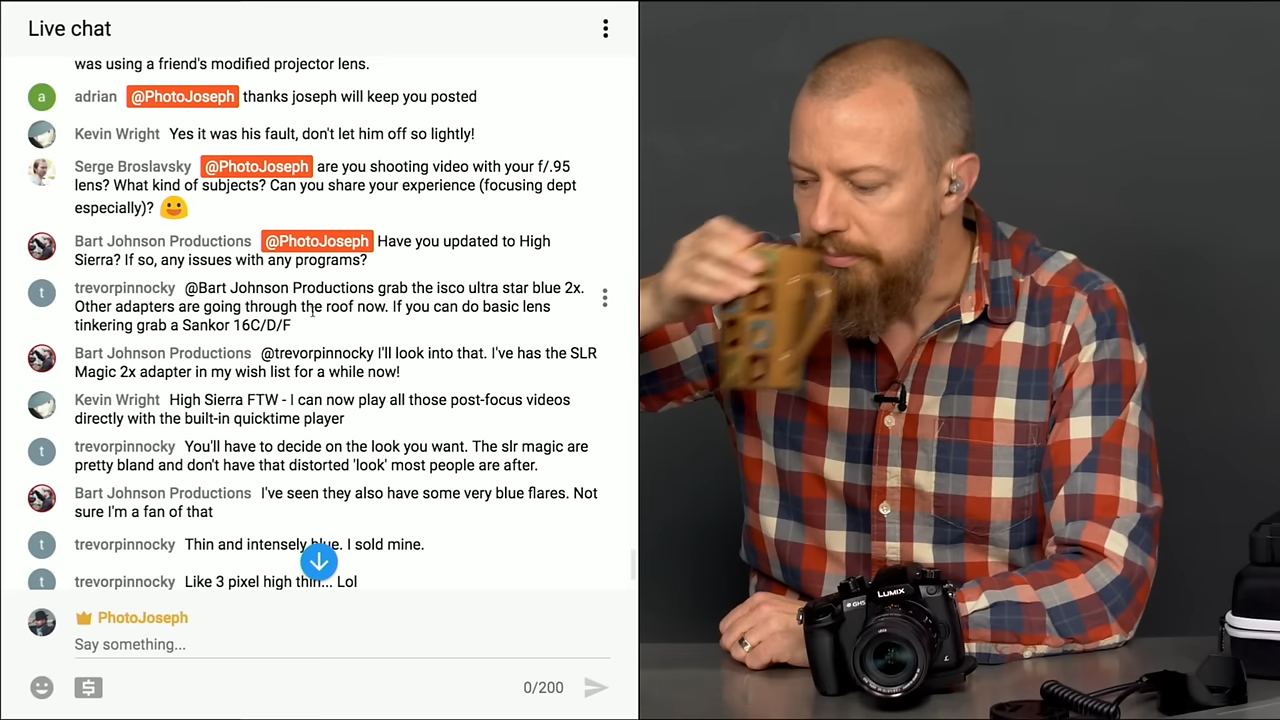 Live chat
was using a friend's modified projector lens.
a adrian @PhotoJoseph thanks joseph will keep you posted
Kevin Wright Yes it was his fault, don't let him off so lightly!
Serge Broslavsky @PhotoJoseph are you shooting video with your f/.95
lens? What kind of subjects? Can you share your experience (focusing dept
especially)? 😀
Bart Johnson Productions @PhotoJoseph Have you updated to High
Sierra? If so, any issues with any programs?
t trevorpinnocky @Bart Johnson Productions grab the isco ultra star blue 2x.
Other adapters are going through the roof now. If you can do basic lens
tinkering grab a Sankor 16C/D/F
Bart Johnson Productions @trevorpinnocky I'll look into that. I've has the SLR
Magic 2x adapter in my wish list for a while now!
Kevin Wright High Sierra FTW - I can now play all those post-focus videos
directly with the built-in quicktime player
t trevorpinnocky You'll have to decide on the look you want. The slr magic are
pretty bland and don't have that distorted 'look' most people are after.
Bart Johnson Productions I've seen they also have some very blue flares. Not
sure I'm a fan of that
t trevorpinnocky Thin and intensely blue. I sold mine.
t trevorpinnocky Like 3 pixel high thin... Lol
PhotoJoseph
Say something...
0/200
LUMIX
GH5
L